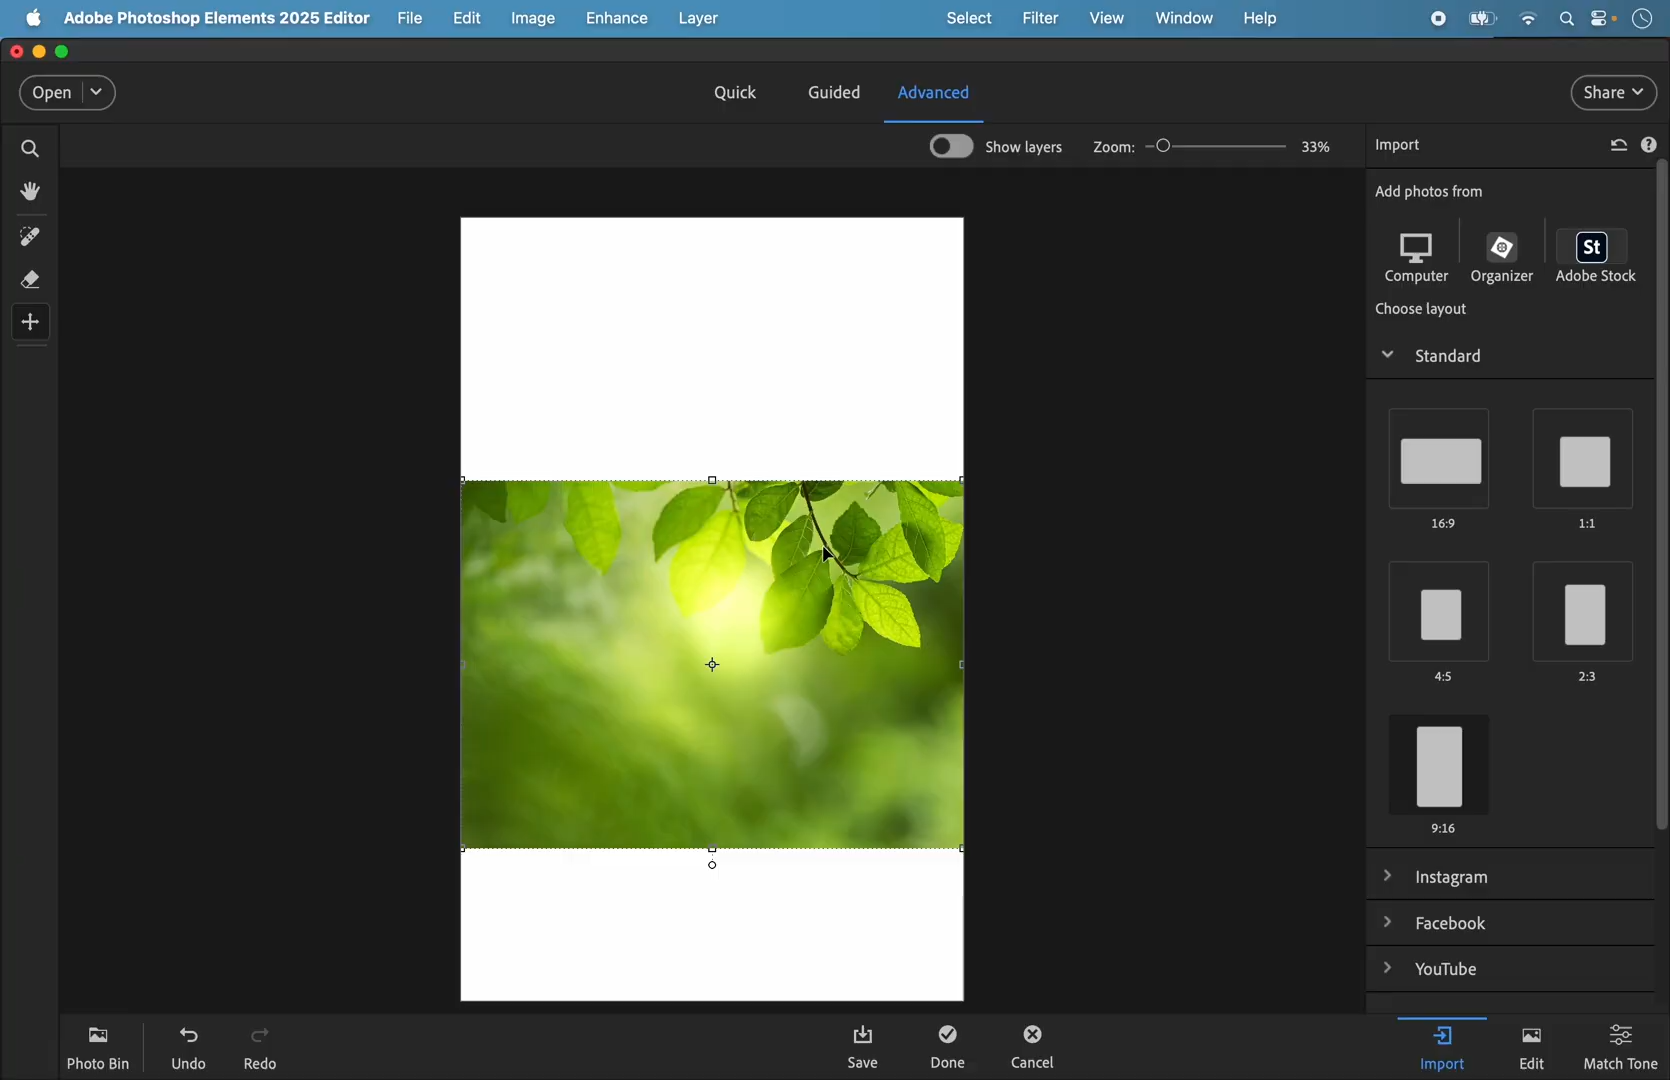 Adobe Photoshop Elements 2025 Editor File Edit Image Enhance Layer Select Filter View Window Help
Open Quick Guided Advanced Share
Show layers Zoom: 33% Import
Add photos from
St
Computer Organizer Adobe Stock
Choose layout
Standard
16:9 1:1
4:5 2:3
9:16
Instagram
Facebook
YouTube
Photo Bin Undo Redo Save Done Cancel Import Edit Match Tone